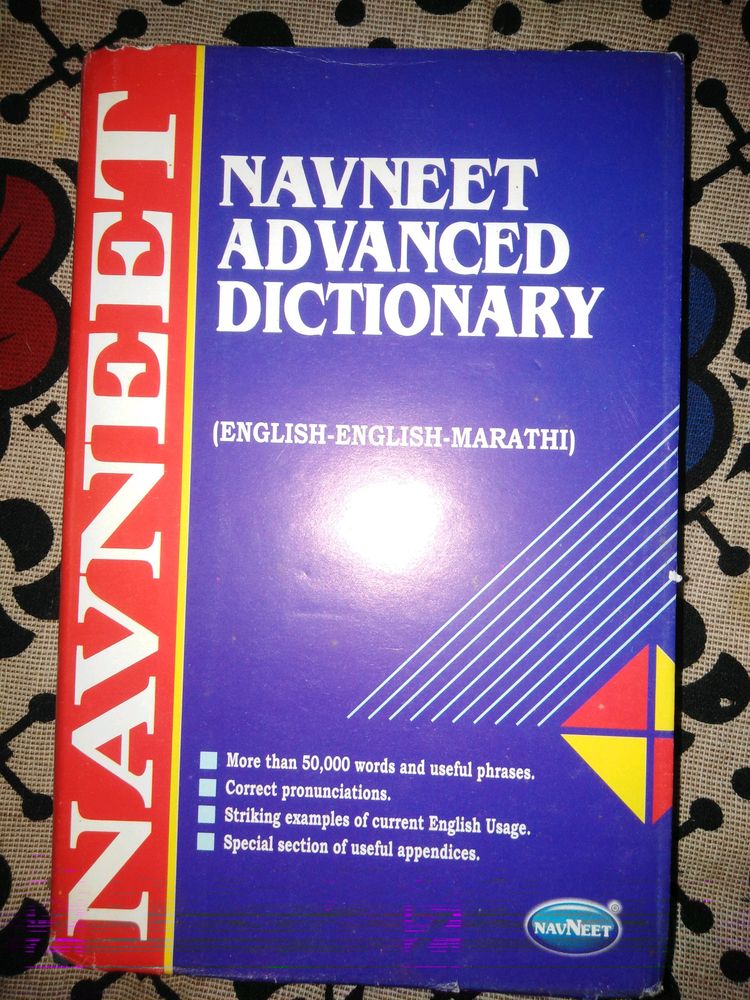 NAVNEET
NAVNEET
ADVANCED
DICTIONARY
(ENGLISH-ENGLISH-MARATHI)
More than 50,000 words and useful phrases.
Correct pronunciations.
Striking examples of current English Usage.
Special section of useful appendices.
NAVNEET ®